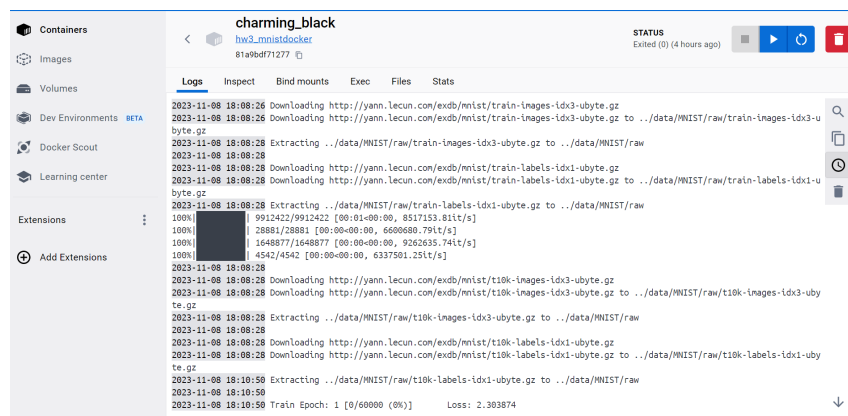 charming_black
hw3_mnistdocker
81a9bdf71277
STATUS
Exited (0) (4 hours ago)
Containers
Images
Volumes
Dev Environments BETA
Docker Scout
Learning center
Extensions
Add Extensions
Logs Inspect Bind mounts Exec Files Stats
2023-11-08 18:08:26 Downloading http://yann.lecun.com/exdb/mnist/train-images-idx3-ubyte.gz
2023-11-08 18:08:26 Downloading http://yann.lecun.com/exdb/mnist/train-images-idx3-ubyte.gz to ../data/MNIST/raw/train-images-idx3-u
byte.gz
2023-11-08 18:08:28 Extracting ../data/MNIST/raw/train-images-idx3-ubyte.gz to ../data/MNIST/raw
2023-11-08 18:08:28
2023-11-08 18:08:28 Downloading http://yann.lecun.com/exdb/mnist/train-labels-idx1-ubyte.gz
2023-11-08 18:08:28 Downloading http://yann.lecun.com/exdb/mnist/train-labels-idx1-ubyte.gz to ../data/MNIST/raw/train-labels-idx1-u
byte.gz
2023-11-08 18:08:28 Extracting ../data/MNIST/raw/train-labels-idx1-ubyte.gz to ../data/MNIST/raw
100%| | 9912422/9912422 [00:01<00:00, 8517153.81it/s]
100%| | 28881/28881 [00:00<00:00, 6600680.79it/s]
100%| | 1648877/1648877 [00:00<00:00, 9262635.74it/s]
100%| | 4542/4542 [00:00<00:00, 6337501.25it/s]
2023-11-08 18:08:28
2023-11-08 18:08:28 Downloading http://yann.lecun.com/exdb/mnist/t10k-images-idx3-ubyte.gz
2023-11-08 18:08:28 Downloading http://yann.lecun.com/exdb/mnist/t10k-images-idx3-ubyte.gz to ../data/MNIST/raw/t10k-images-idx3-uby
te.gz
2023-11-08 18:08:28 Extracting ../data/MNIST/raw/t10k-images-idx3-ubyte.gz to ../data/MNIST/raw
2023-11-08 18:08:28
2023-11-08 18:08:28 Downloading http://yann.lecun.com/exdb/mnist/t10k-labels-idx1-ubyte.gz
2023-11-08 18:08:28 Downloading http://yann.lecun.com/exdb/mnist/t10k-labels-idx1-ubyte.gz to ../data/MNIST/raw/t10k-labels-idx1-uby
te.gz
2023-11-08 18:10:50 Extracting ../data/MNIST/raw/t10k-labels-idx1-ubyte.gz to ../data/MNIST/raw
2023-11-08 18:10:50
2023-11-08 18:10:50 Train Epoch: 1 [0/60000 (0%)] Loss: 2.303874